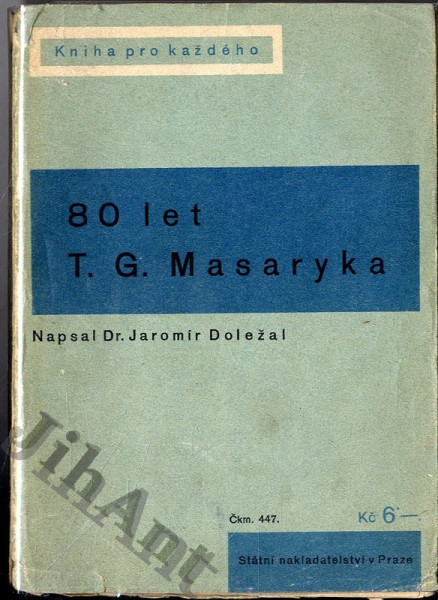 Kniha pro každého
80 let
T. G. Masaryka
Napsal Dr. Jaromír Doležal
JihAnt
Čkm. 447.
Kč 6·—
Státní nakladatelství v Praze